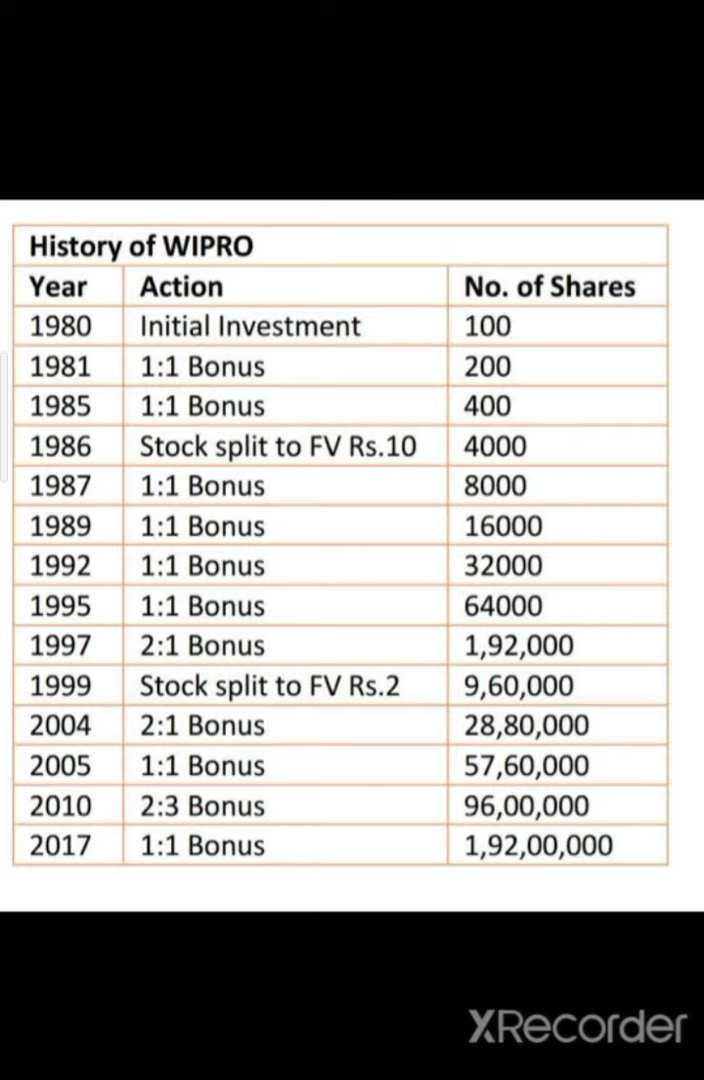 History of WIPRO
Year Action No. of Shares
1980 Initial Investment 100
1981 1:1 Bonus 200
1985 1:1 Bonus 400
1986 Stock split to FV Rs.10 4000
1987 1:1 Bonus 8000
1989 1:1 Bonus 16000
1992 1:1 Bonus 32000
1995 1:1 Bonus 64000
1997 2:1 Bonus 1,92,000
1999 Stock split to FV Rs.2 9,60,000
2004 2:1 Bonus 28,80,000
2005 1:1 Bonus 57,60,000
2010 2:3 Bonus 96,00,000
2017 1:1 Bonus 1,92,00,000
XRecorder